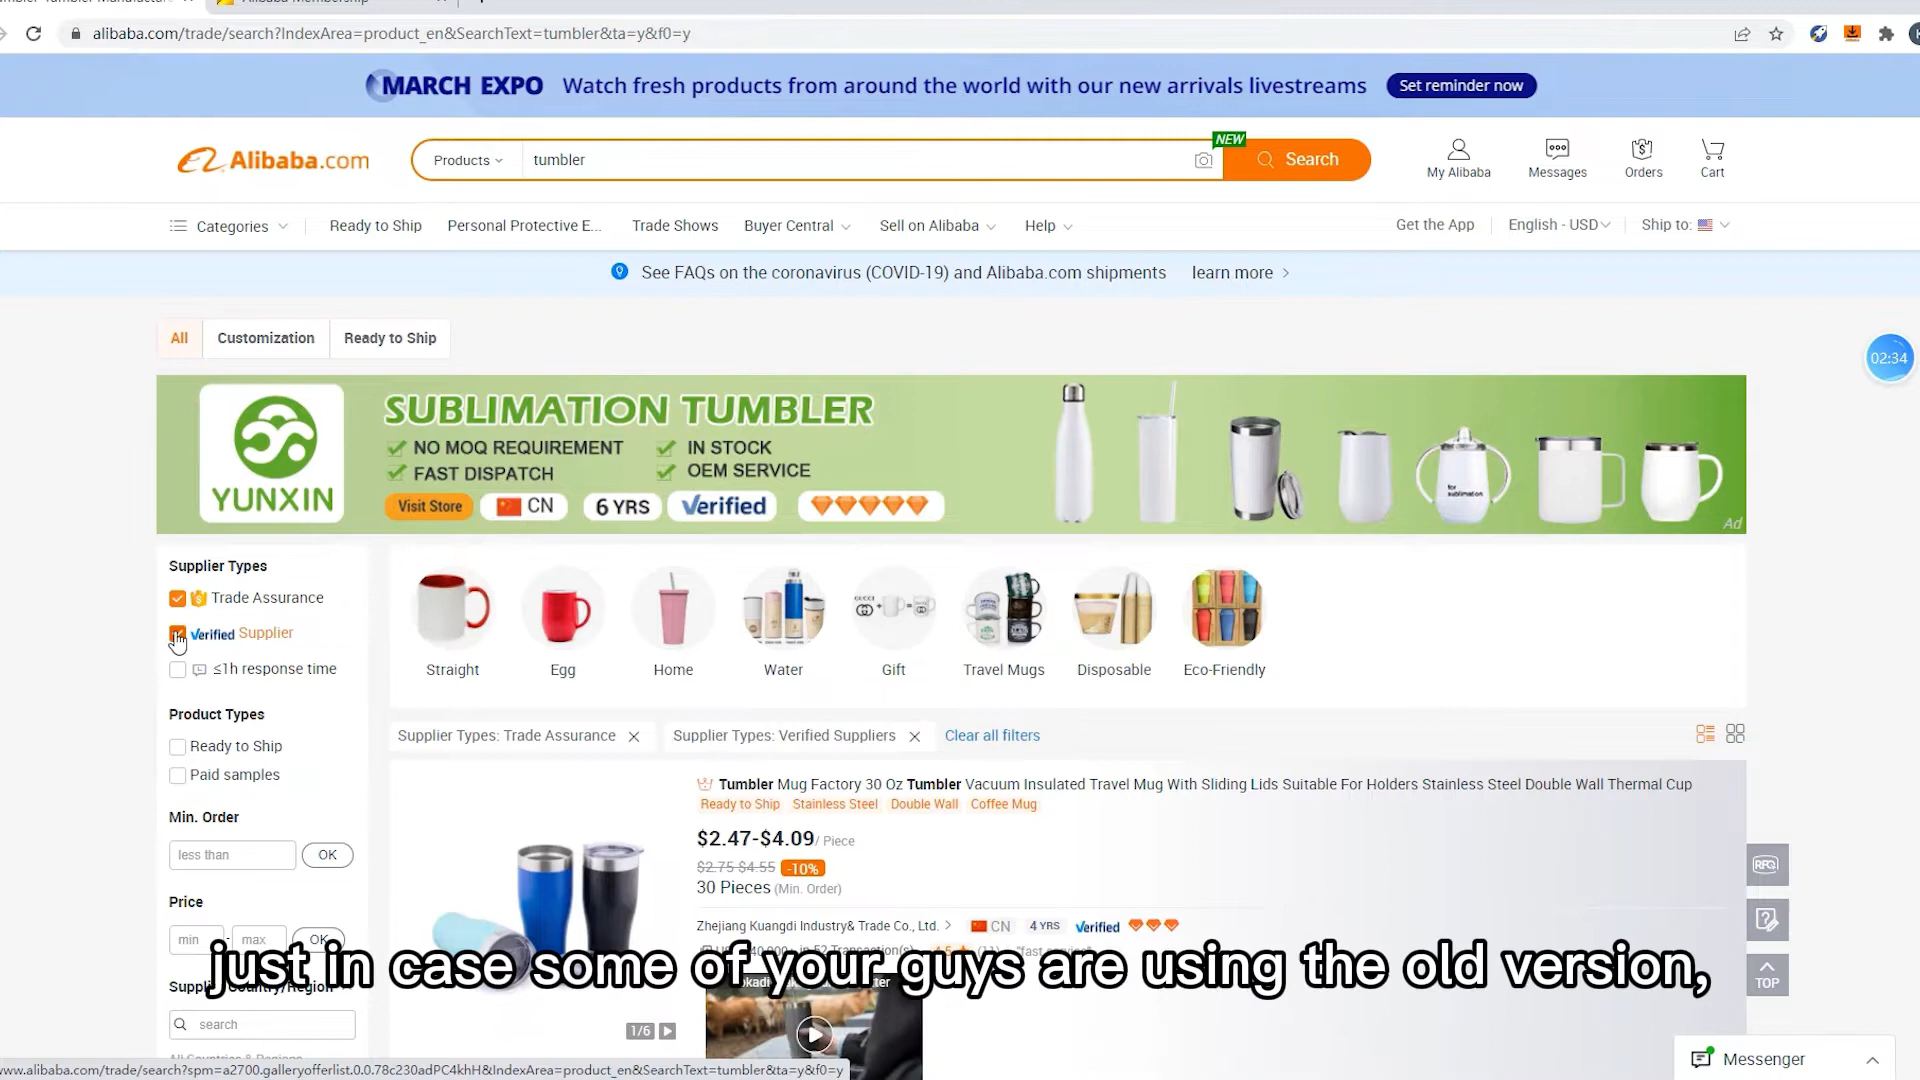 Alibaba Membership
alibaba.com/trade/search?IndexArea=product_en&SearchText=tumbler&ta=y&f0=y
MARCH EXPO Watch fresh products from around the world with our new arrivals livestreams Set reminder now
Alibaba.com Products tumbler NEW Search My Alibaba Messages Orders Cart
Categories Ready to Ship Personal Protective E... Trade Shows Buyer Central Sell on Alibaba Help Get the App English - USD Ship to:
See FAQs on the coronavirus (COVID-19) and Alibaba.com shipments learn more
All Customization Ready to Ship
02:34
YUNXIN
SUBLIMATION TUMBLER
NO MOQ REQUIREMENT IN STOCK
FAST DISPATCH OEM SERVICE
Visit Store CN 6 YRS Verified
for sublimation
Ad
Supplier Types
Trade Assurance
Verified Supplier
≤1h response time
Product Types
Ready to Ship
Paid samples
Min. Order
less than OK
Price
min - max OK
Supplier Country/Region
search
All Countries & Regions
GUCCI
Straight Egg Home Water Gift Travel Mugs Disposable Eco-Friendly
Supplier Types: Trade Assurance Supplier Types: Verified Suppliers Clear all filters
Tumbler Mug Factory 30 Oz Tumbler Vacuum Insulated Travel Mug With Sliding Lids Suitable For Holders Stainless Steel Double Wall Thermal Cup
Ready to Ship Stainless Steel Double Wall Coffee Mug
$2.47-$4.09 / Piece
$2.75-$4.55 -10%
30 Pieces (Min. Order)
Zhejiang Kuangdi Industry& Trade Co., Ltd. CN 4 YRS Verified
1/6
RFQ
TOP
just in case some of your guys are using the old version,
Messenger
www.alibaba.com/trade/search?spm=a2700.galleryofferlist.0.0.78c230adPC4khH&IndexArea=product_en&SearchText=tumbler&ta=y&f0=y